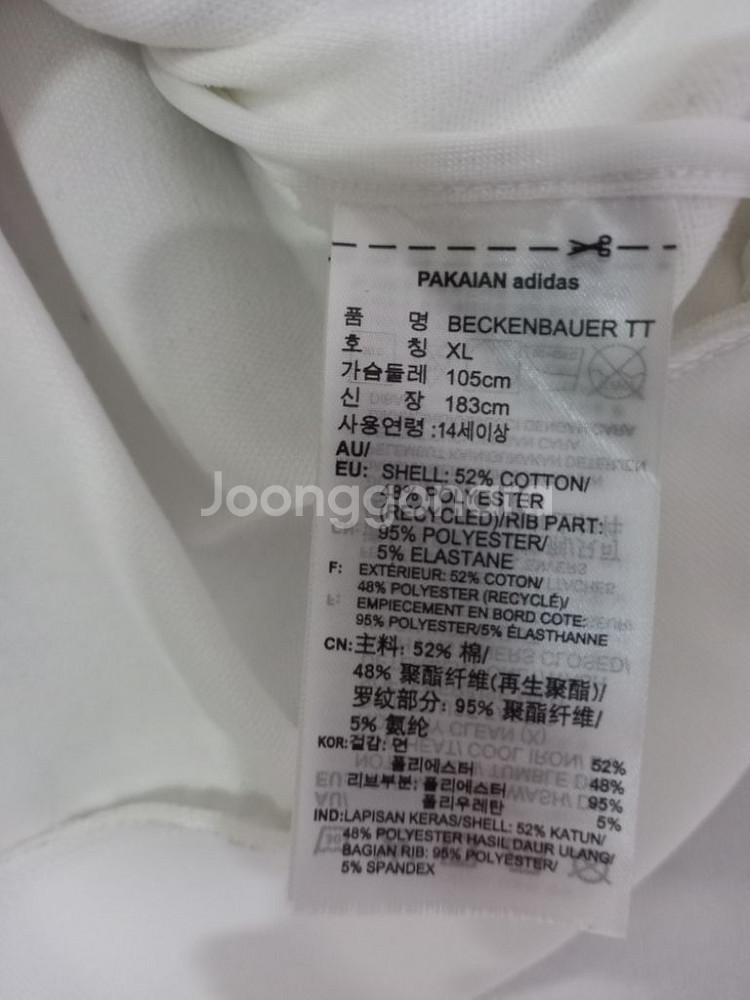 PAKAIAN adidas
품 명 BECKENBAUER TT
호 칭 XL
가슴둘레 105cm
신 장 183cm
사용연령 :14세이상
AU/
EU: SHELL: 52% COTTON/
48% POLYESTER
(RECYCLED)/RIB PART:
95% POLYESTER/
5% ELASTANE
F: EXTÉRIEUR: 52% COTON/
48% POLYESTER (RECYCLÉ)/
EMPIECEMENT EN BORD COTE:
95% POLYESTER/5% ÉLASTHANNE
CN:主料: 52% 棉/
48% 聚酯纤维(再生聚酯)/
罗纹部分: 95% 聚酯纤维/
5% 氨纶
KOR:겉감: 면 52%
폴리에스터 48%
리브부분: 폴리에스터 95%
폴리우레탄 5%
IND:LAPISAN KERAS/SHELL: 52% KATUN/
48% POLYESTER HASIL DAUR ULANG/
BAGIAN RIB: 95% POLYESTER/
5% SPANDEX
Joonggonara